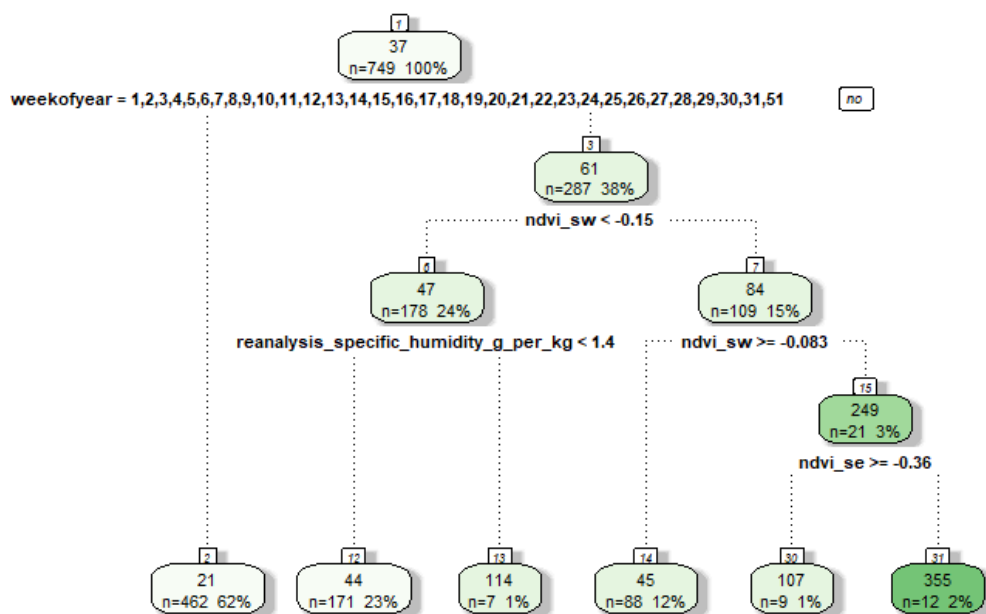 1
37
n=749 100%
weekofyear = 1,2,3,4,5,6,7,8,9,10,11,12,13,14,15,16,17,18,19,20,21,22,23,24,25,26,27,28,29,30,31,51
no
3
61
n=287 38%
ndvi_sw < -0.15
6
47
n=178 24%
7
84
n=109 15%
reanalysis_specific_humidity_g_per_kg < 1.4
ndvi_sw >= -0.083
15
249
n=21 3%
ndvi_se >= -0.36
2
21
n=462 62%
12
44
n=171 23%
13
114
n=7 1%
14
45
n=88 12%
30
107
n=9 1%
31
355
n=12 2%